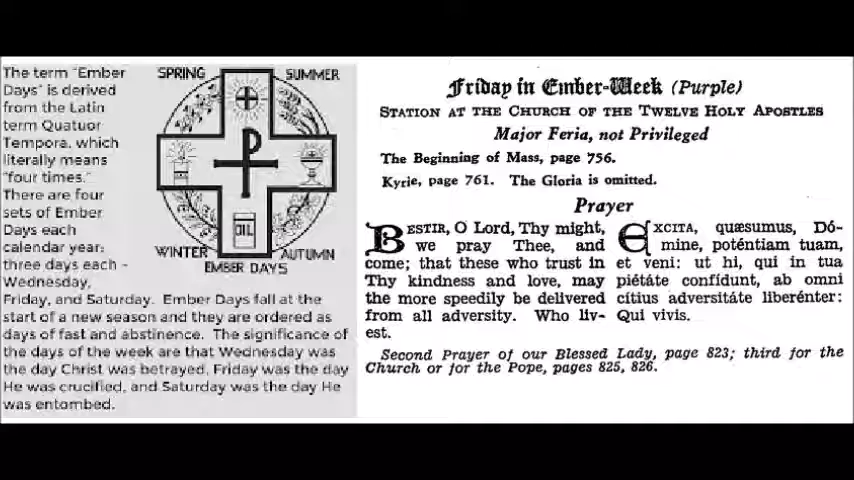 The term "Ember
Days" is derived
from the Latin
term Quatuor
Tempora, which
literally means
"four times."
There are four
sets of Ember
Days each
calendar year:
three days each -
Wednesday,
Friday, and Saturday. Ember Days fall at the
start of a new season and they are ordered as
days of fast and abstinence. The significance of
the days of the week are that Wednesday was
the day Christ was betrayed, Friday was the day
He was crucified, and Saturday was the day He
was entombed.
SPRING
SUMMER
OIL
WINTER
AUTUMN
EMBER DAYS
Friday in Ember-Week (Purple)
STATION AT THE CHURCH OF THE TWELVE HOLY APOSTLES
Major Feria, not Privileged
The Beginning of Mass, page 756.
Kyrie, page 761. The Gloria is omitted.
Prayer
BESTIR, O Lord, Thy might,
we pray Thee, and
come; that these who trust in
Thy kindness and love, may
the more speedily be delivered
from all adversity. Who liv-
est.
EXCITA, quæsumus, Dó-
mine, poténtiam tuam,
et veni: ut hi, qui in tua
piétáte confídunt, ab omni
cítius adversitáte liberénter:
Qui vivis.
Second Prayer of our Blessed Lady, page 823; third for the
Church or for the Pope, pages 825, 826.